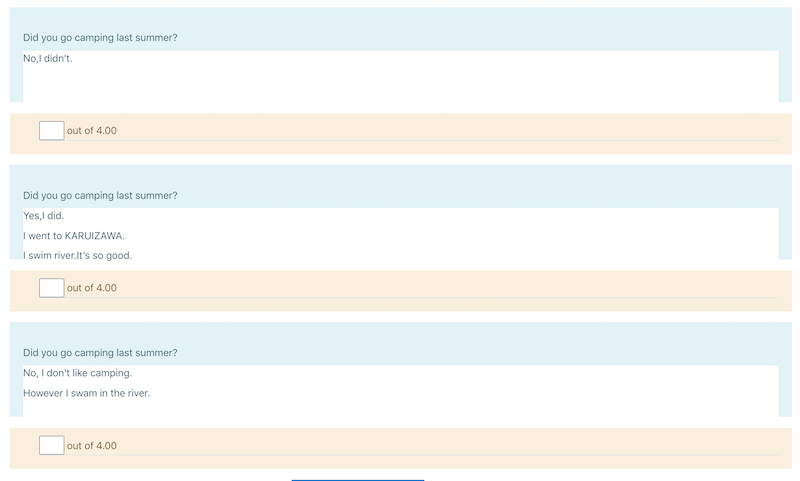 Did you go camping last summer?
No,I didn't.
out of 4.00
Did you go camping last summer?
Yes,I did.
I went to KARUIZAWA.
I swim river.It's so good.
out of 4.00
Did you go camping last summer?
No, I don't like camping.
However I swam in the river.
out of 4.00